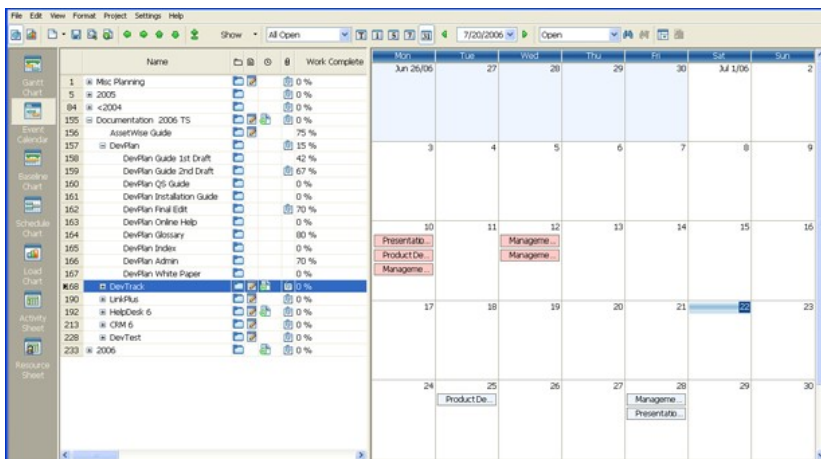 File Edit View Format Project Settings Help
Show All Open 7/20/2006 Open
Gantt Chart
Event Calendar
Baseline Chart
Schedule Chart
Load Chart
Activity Sheet
Resource Sheet
Name Work Complete
1 Misc Planning 0 %
5 2005 0 %
84 <2004 0 %
155 Documentation 2006 TS 0 %
156 AssetWise Guide 75 %
157 DevPlan 15 %
158 DevPlan Guide 1st Draft 42 %
159 DevPlan Guide 2nd Draft 67 %
160 DevPlan QS Guide 0 %
161 DevPlan Installation Guide 0 %
162 DevPlan Final Edit 70 %
163 DevPlan Online Help 0 %
164 DevPlan Glossary 80 %
165 DevPlan Index 0 %
166 DevPlan Admin 70 %
167 DevPlan White Paper 0 %
168 DevTrack 0 %
190 LinkPlus 0 %
192 HelpDesk 6 0 %
213 CRM 6 0 %
228 DevTest 0 %
233 2006 0 %
Mon Tue Wed Thu Fri Sat Sun
Jun 26/06 27 28 29 30 Jul 1/06 2
3 4 5 6 7 8 9
10 11 12 13 14 15 16
Presentatio... Manageme...
Product De... Manageme...
Manageme...
17 18 19 20 21 22 23
24 25 26 27 28 29 30
Product De... Manageme...
Presentatio...